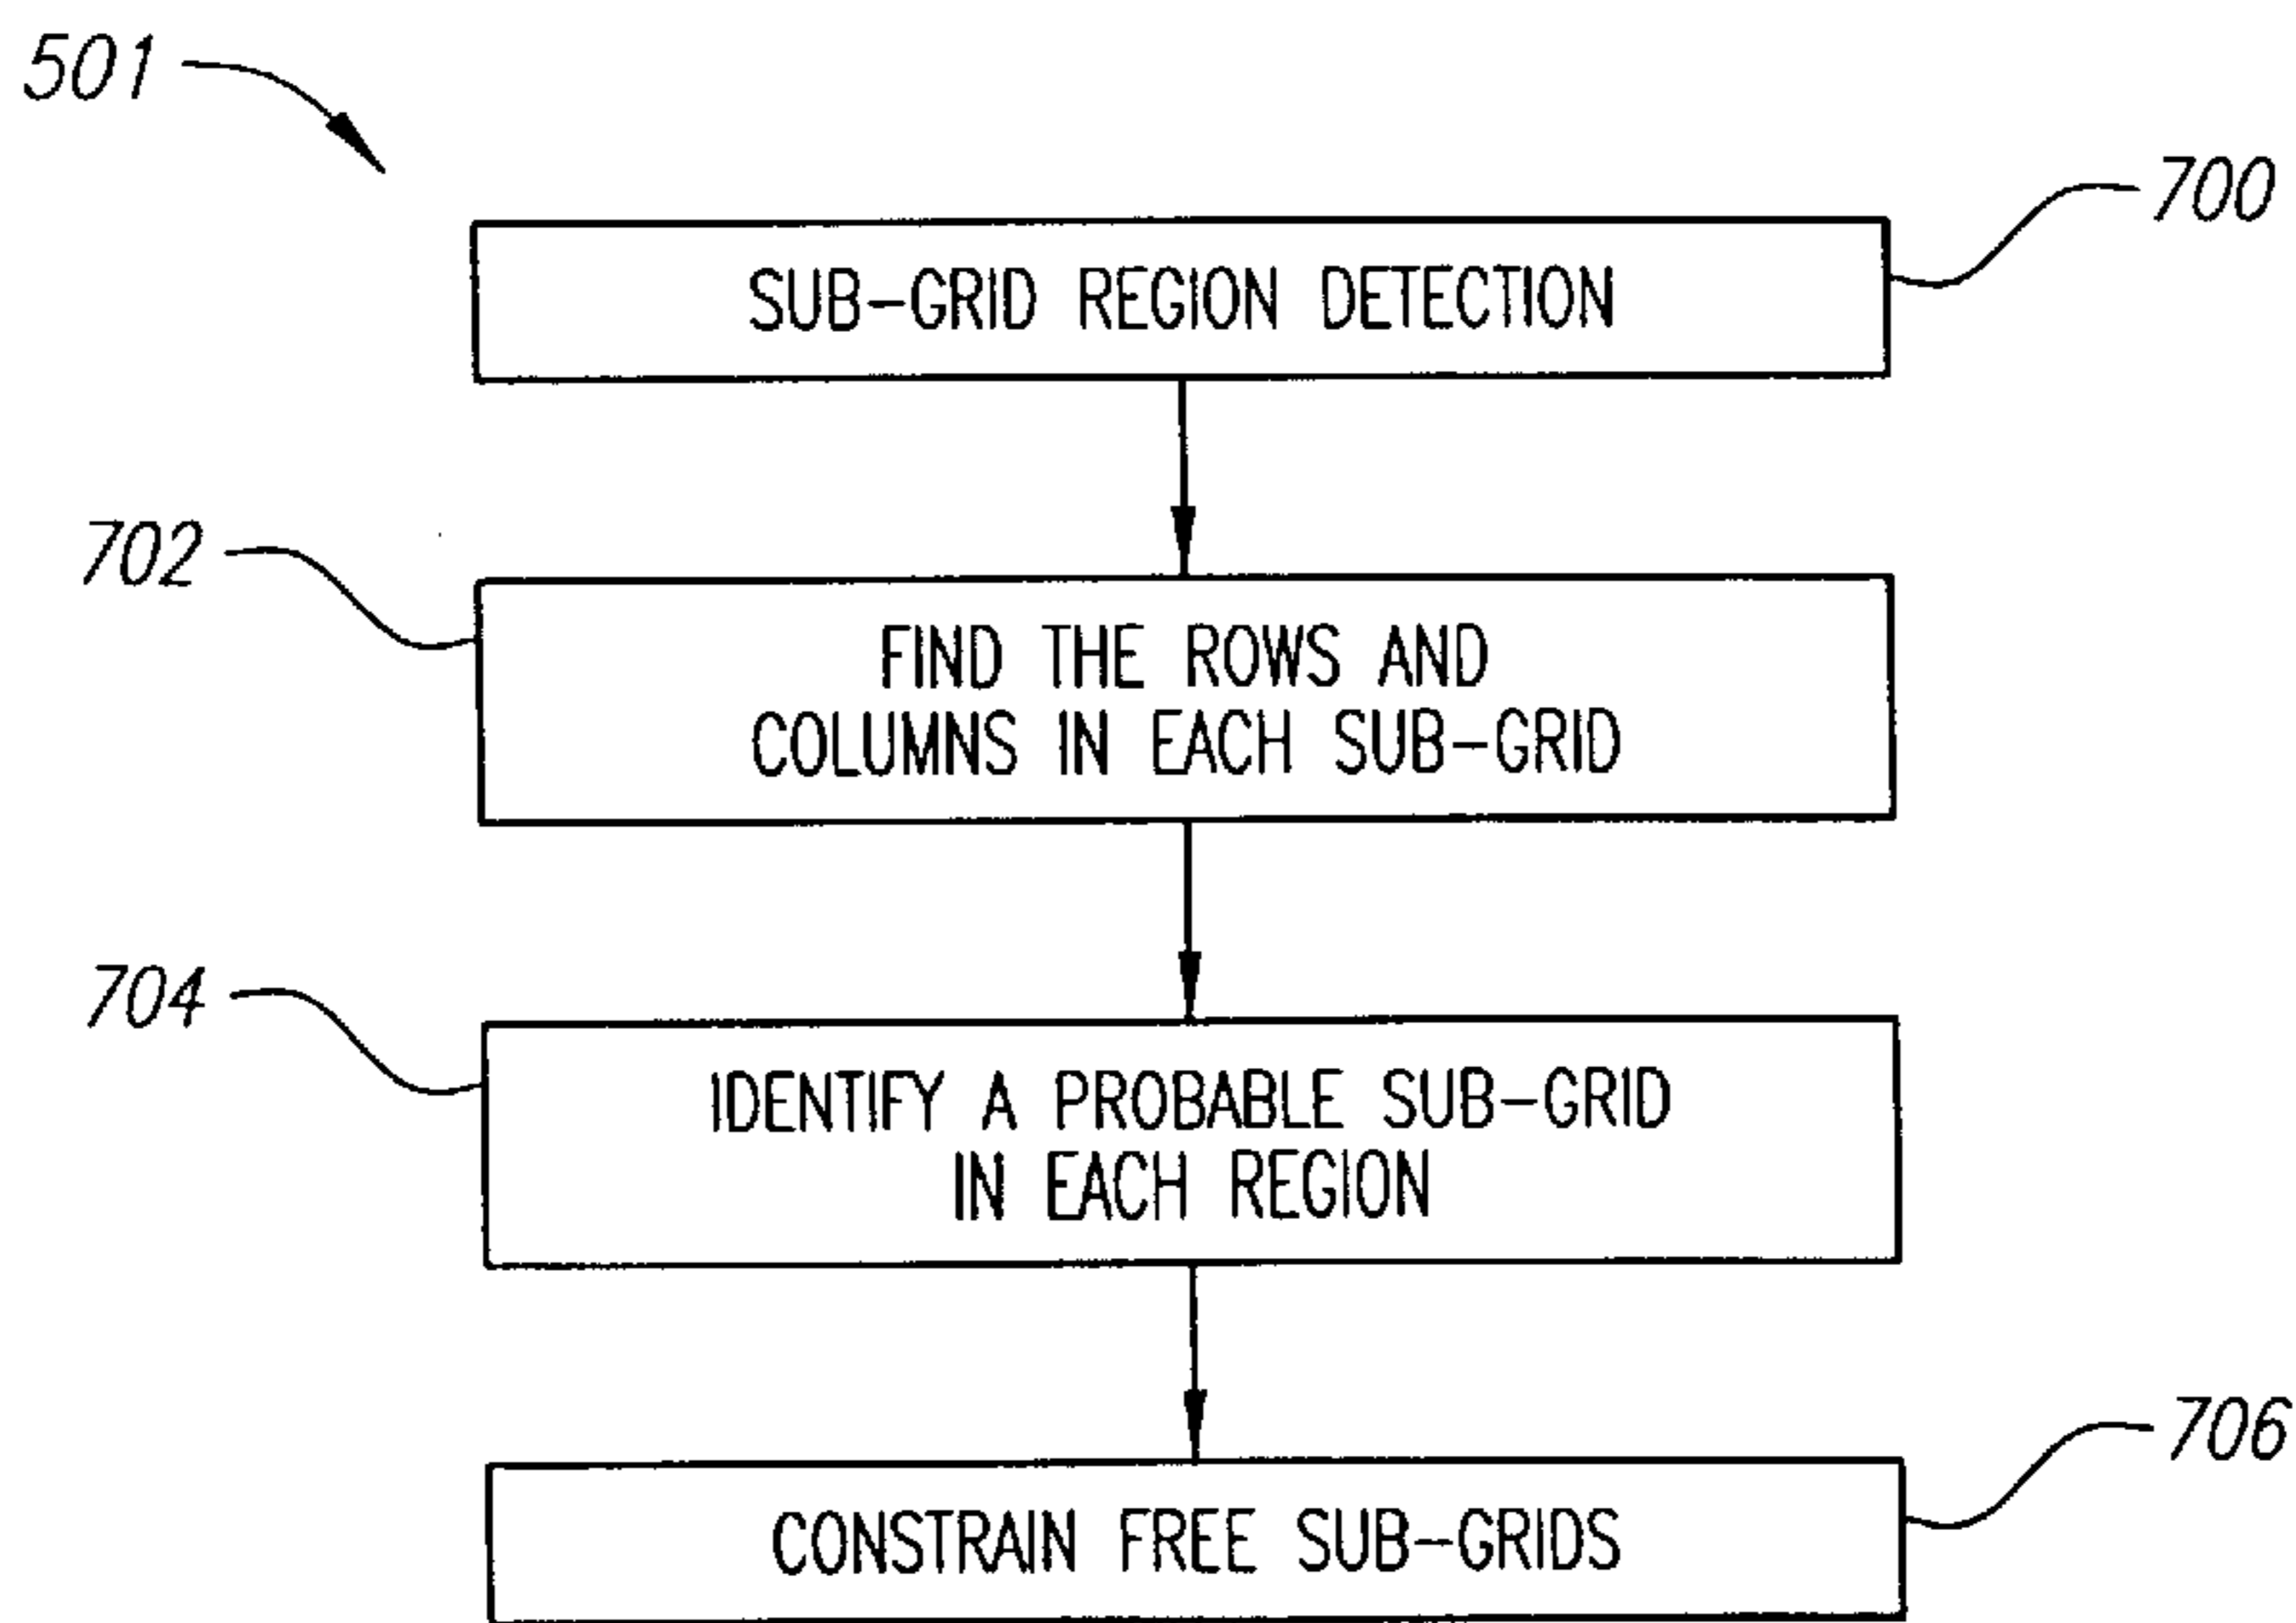 501
700
SUB-GRID REGION DETECTION
702
FIND THE ROWS AND
COLUMNS IN EACH SUB-GRID
704
IDENTIFY A PROBABLE SUB-GRID
IN EACH REGION
706
CONSTRAIN FREE SUB-GRIDS